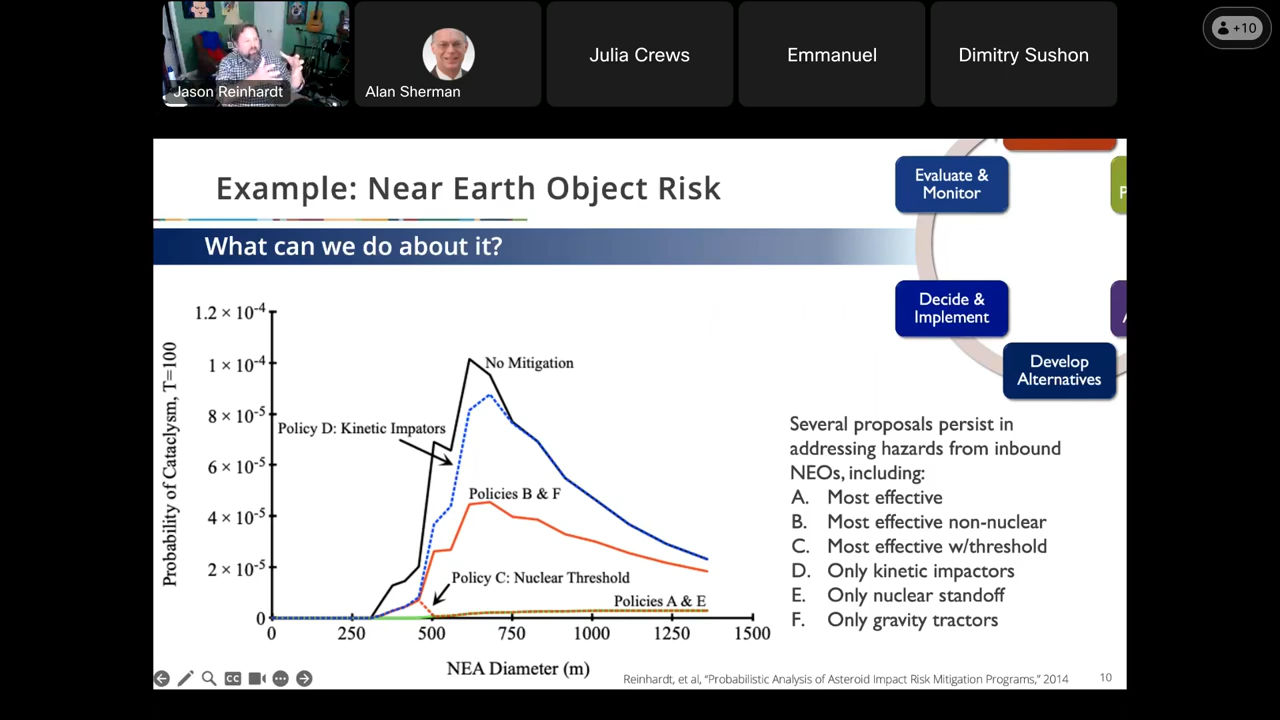 +10
Jason Reinhardt
Alan Sherman
Julia Crews
Emmanuel
Dimitry Sushon
Example: Near Earth Object Risk
What can we do about it?
Evaluate &
Monitor
Decide &
Implement
Develop
Alternatives
Probability of Cataclysm, T=100
1.2 × 10-4
1 × 10-4
8 × 10-5
6 × 10-5
4 × 10-5
2 × 10-5
0
No Mitigation
Policy D: Kinetic Impators
Policies B & F
Policy C: Nuclear Threshold
Policies A & E
0 250 500 750 1000 1250 1500
NEA Diameter (m)
Several proposals persist in
addressing hazards from inbound
NEOs, including:
A. Most effective
B. Most effective non-nuclear
C. Most effective w/threshold
D. Only kinetic impactors
E. Only nuclear standoff
F. Only gravity tractors
CC
Reinhardt, et al, “Probabilistic Analysis of Asteroid Impact Risk Mitigation Programs,” 2014
10